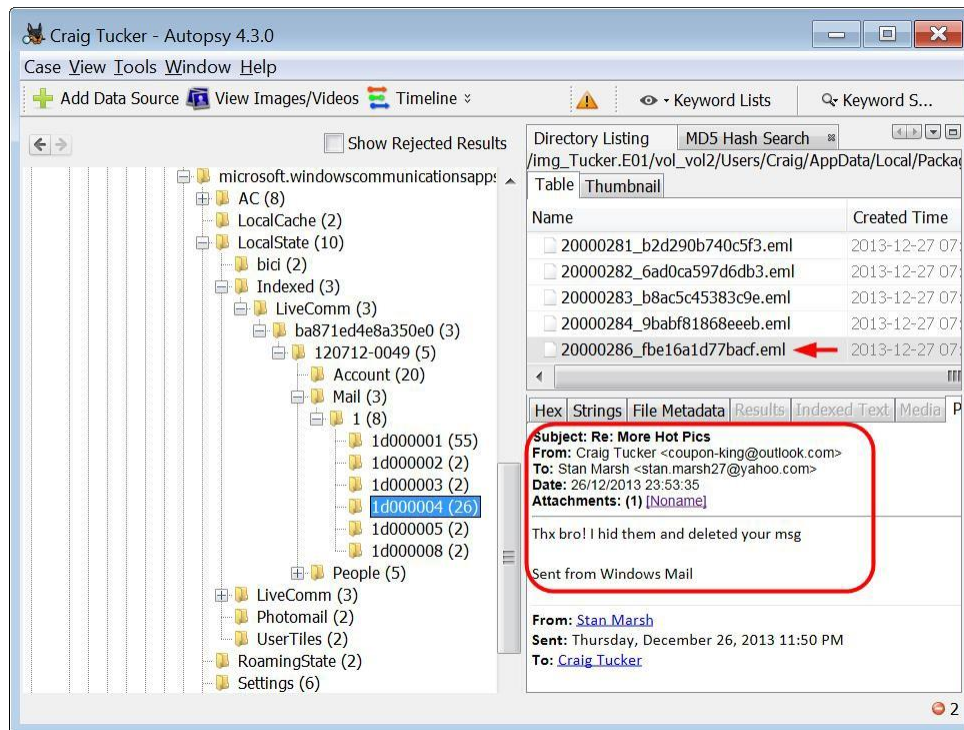 Craig Tucker - Autopsy 4.3.0
Case View Tools Window Help
Add Data Source View Images/Videos Timeline
Keyword Lists
Keyword S...
Show Rejected Results
microsoft.windowscommunicationsapps
AC (8)
LocalCache (2)
LocalState (10)
bici (2)
Indexed (3)
LiveComm (3)
ba871ed4e8a350e0 (3)
120712-0049 (5)
Account (20)
Mail (3)
1 (8)
1d000001 (55)
1d000002 (2)
1d000003 (2)
1d000004 (26)
1d000005 (2)
1d000008 (2)
People (5)
LiveComm (3)
Photomail (2)
UserTiles (2)
RoamingState (2)
Settings (6)
Directory Listing
MD5 Hash Search
/img_Tucker.E01/vol_vol2/Users/Craig/AppData/Local/Packag
Table Thumbnail
Name Created Time
20000281_b2d290b740c5f3.eml 2013-12-27 07:
20000282_6ad0ca597d6db3.eml 2013-12-27 07:
20000283_b8ac5c45383c9e.eml 2013-12-27 07:
20000284_9babf81868eeeb.eml 2013-12-27 07:
20000286_fbe16a1d77bacf.eml 2013-12-27 07:
Hex Strings File Metadata Results Indexed Text Media P
Subject: Re: More Hot Pics
From: Craig Tucker <coupon-king@outlook.com>
To: Stan Marsh <stan.marsh27@yahoo.com>
Date: 26/12/2013 23:53:35
Attachments: (1) [Noname]
Thx bro! I hid them and deleted your msg
Sent from Windows Mail
From: Stan Marsh
Sent: Thursday, December 26, 2013 11:50 PM
To: Craig Tucker
2